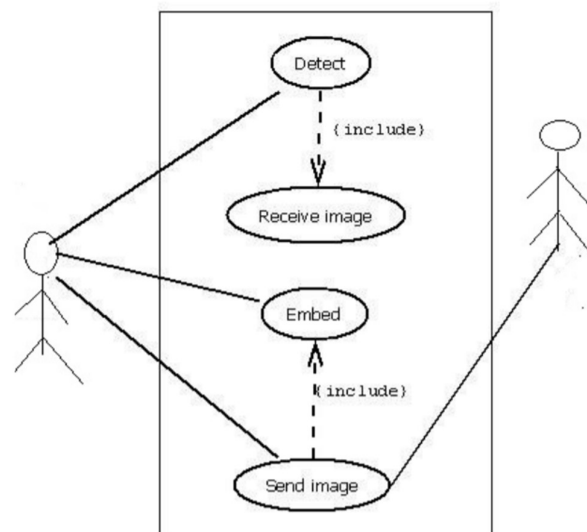 Detect
{include}
Receive image
Embed
{include}
Send image